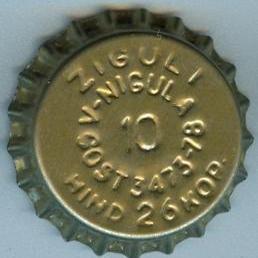 ZIGULI
V-NIGULA
10
GOST 3473-78
HIND 26 KOP.